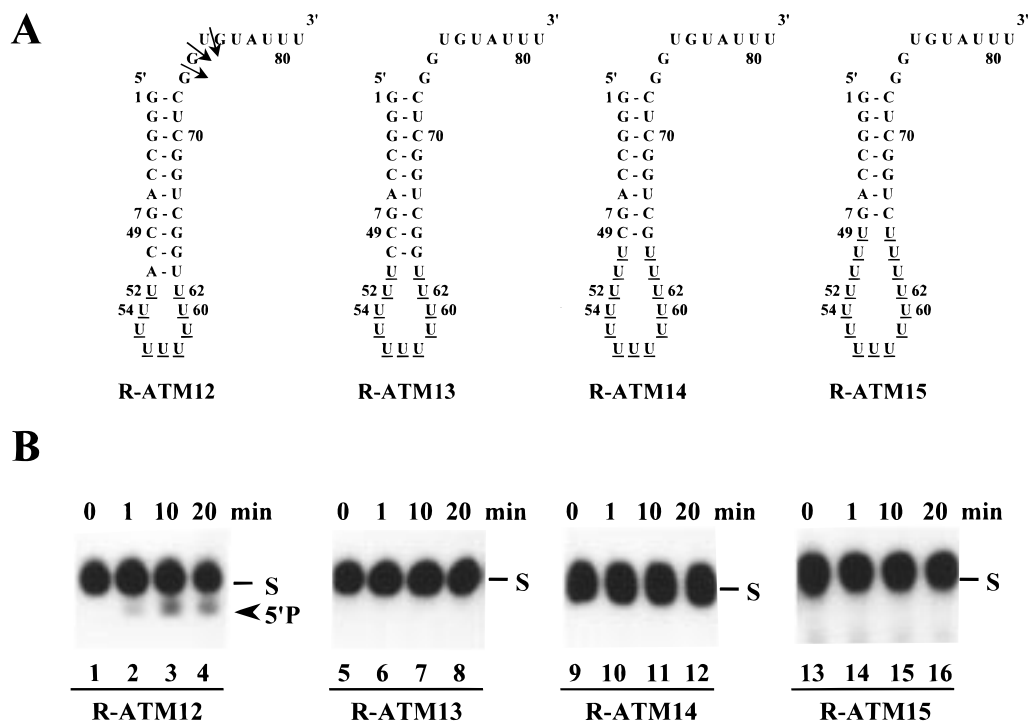 A
3' 3' 3' 3'
U G U A U U U U G U A U U U U G U A U U U U G U A U U U
G 80 G 80 G 80 G 80
5' G 5' G 5' G 5' G
1 G - C 1 G - C 1 G - C 1 G - C
G - U G - U G - U G - U
G - C 70 G - C 70 G - C 70 G - C 70
C - G C - G C - G C - G
C - G C - G C - G C - G
A - U A - U A - U A - U
7 G - C 7 G - C 7 G - C 7 G - C
49 C - G 49 C - G 49 C - G 49 U U
C - G C - G U U U U
A - U U U U U U U
52 U U 62 52 U U 62 52 U U 62 52 U U 62
54 U U 60 54 U U 60 54 U U 60 54 U U 60
U U U U U U U U
U U U U U U U U U U U U
R-ATM12 R-ATM13 R-ATM14 R-ATM15
B
0 1 10 20 min 0 1 10 20 min 0 1 10 20 min 0 1 10 20 min
S S S S
5'P
1 2 3 4 5 6 7 8 9 10 11 12 13 14 15 16
R-ATM12 R-ATM13 R-ATM14 R-ATM15